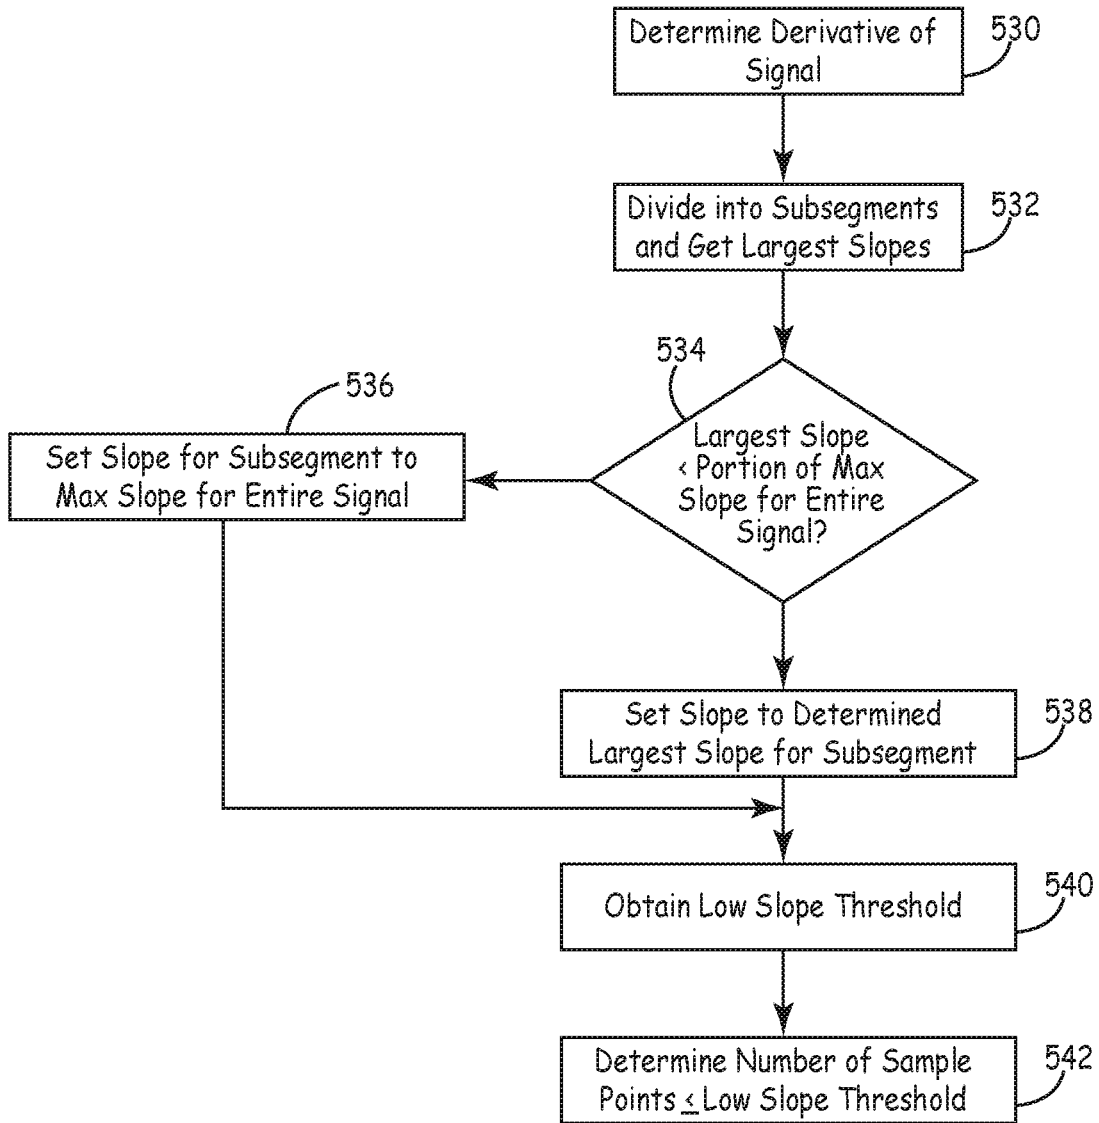 Determine Derivative of
Signal
530
Divide into Subsegments
and Get Largest Slopes
532
534
Largest Slope
< Portion of Max
Slope for Entire
Signal?
536
Set Slope for Subsegment to
Max Slope for Entire Signal
Set Slope to Determined
Largest Slope for Subsegment
538
Obtain Low Slope Threshold
540
Determine Number of Sample
Points ≤ Low Slope Threshold
542